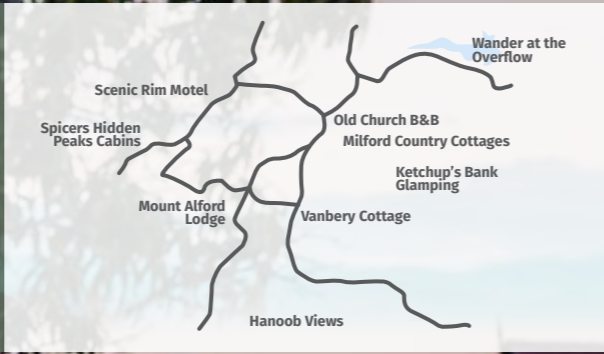 Wander at the
Overflow
Scenic Rim Motel
Old Church B&B
Spicers Hidden
Peaks Cabins
Milford Country Cottages
Ketchup's Bank
Glamping
Mount Alford
Lodge
Vanbery Cottage
Hanoob Views